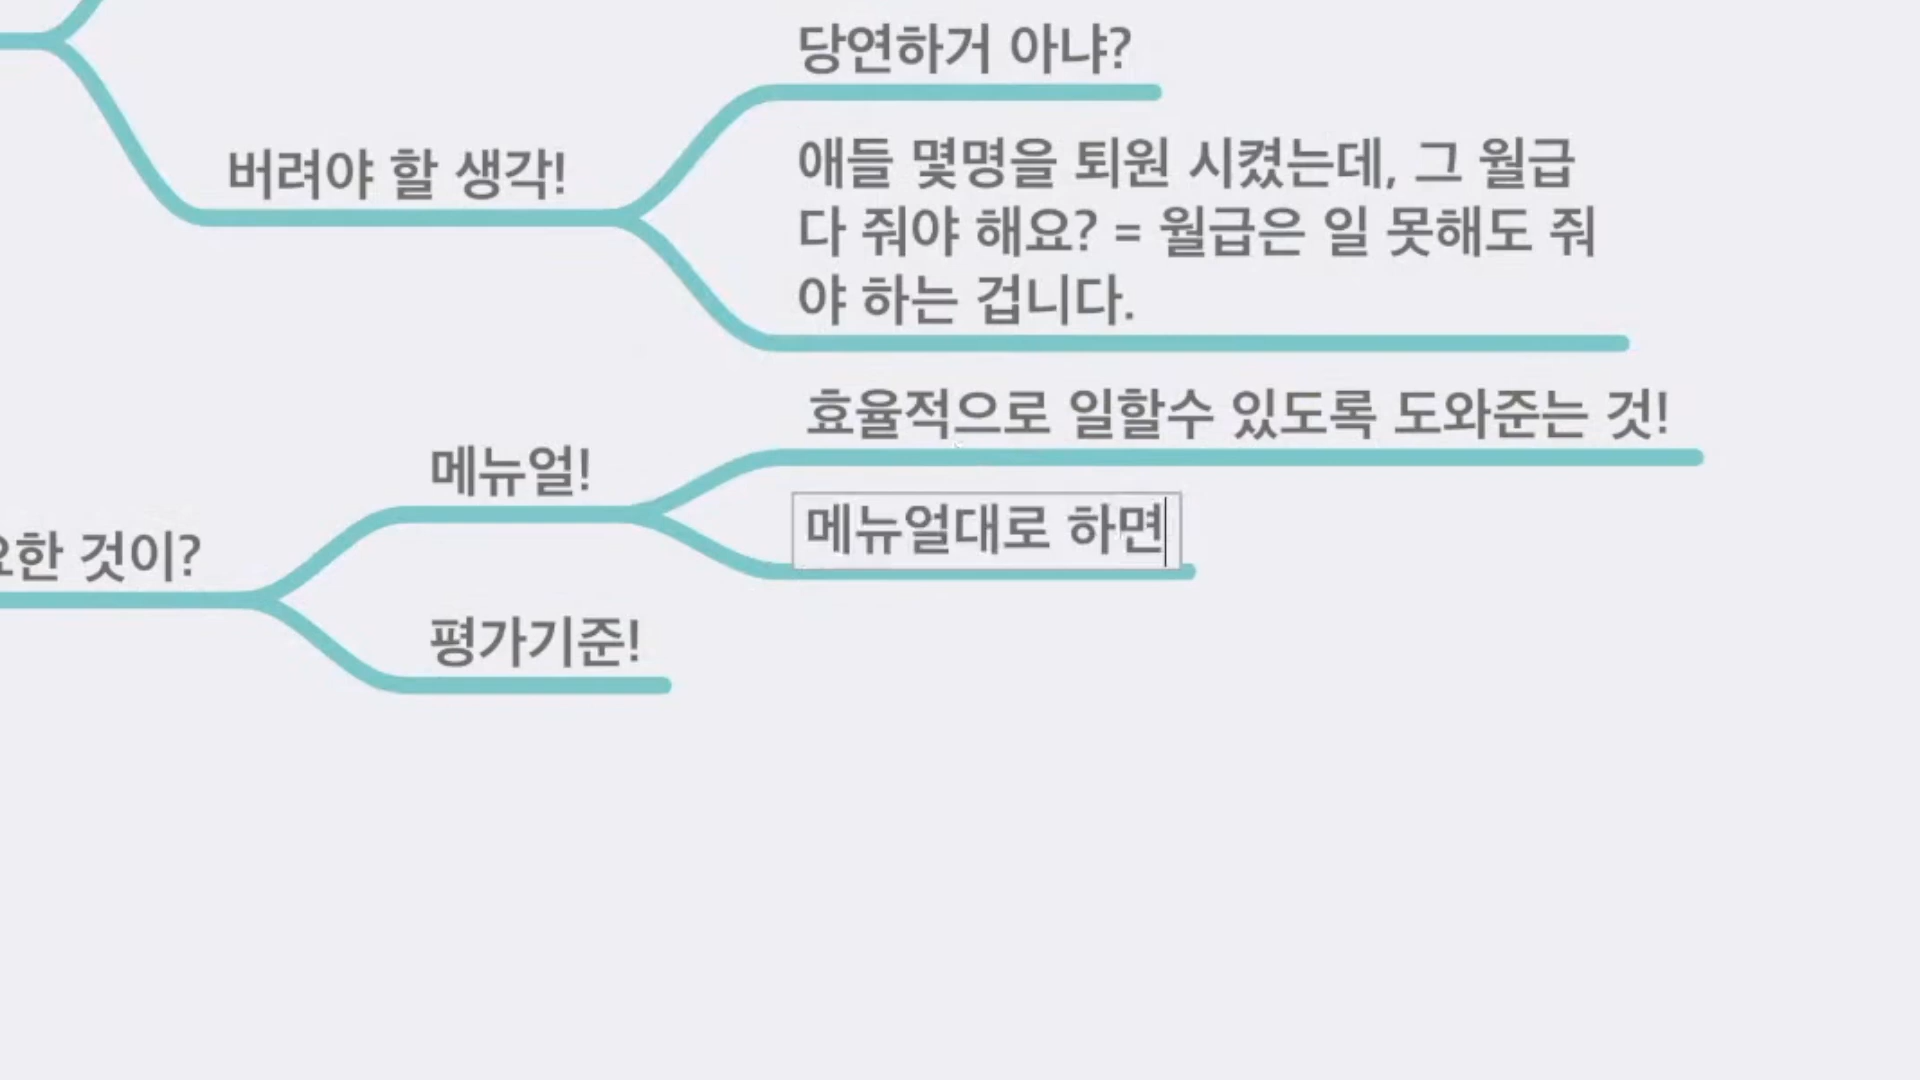 당연하거 아냐?
버려야 할 생각!
애들 몇명을 퇴원 시켰는데, 그 월급
다 줘야 해요? = 월급은 일 못해도 줘
야 하는 겁니다.
효율적으로 일할수 있도록 도와준는 것!
메뉴얼!
메뉴얼대로 하면
요한 것이?
평가기준!